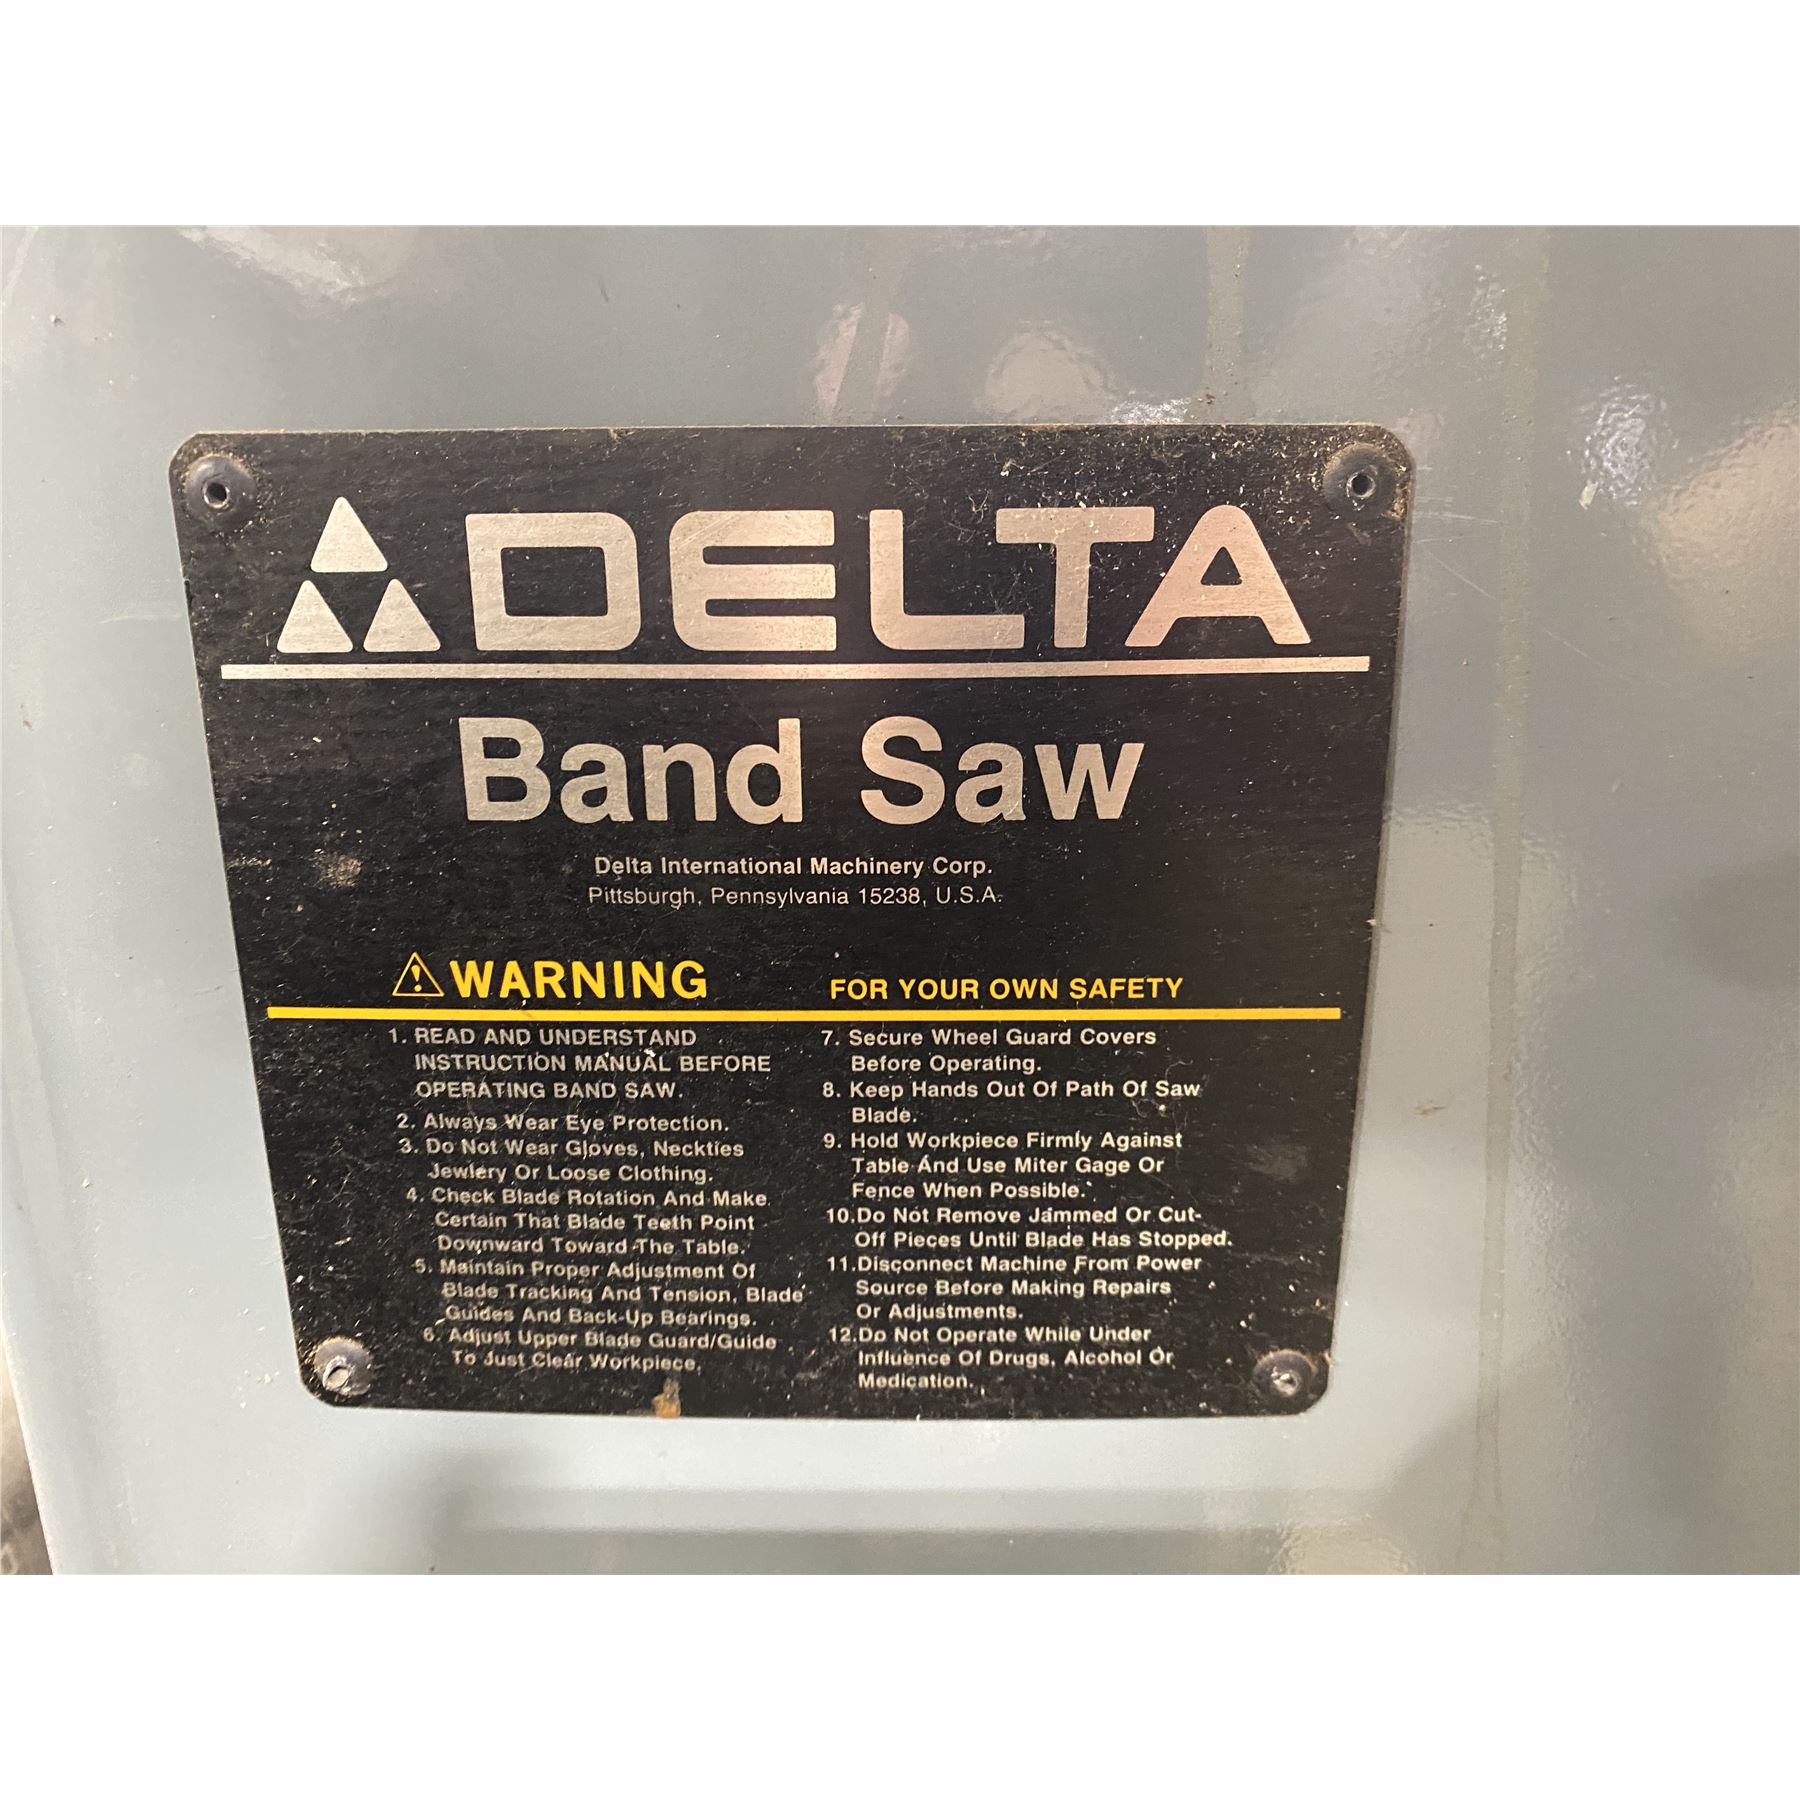 DELTA
Band Saw
Delta International Machinery Corp.
Pittsburgh, Pennsylvania 15238, U.S.A.
WARNING
1. READ AND UNDERSTAND
INSTRUCTION MANUAL BEFORE
OPERATING BAND SAW.
2. Always Wear Eye Protection.
3. Do Not Wear Gloves, Neckties
Jewlery Or Loose Clothing.
4. Check Blade Rotation And Make
Certain That Blade Teeth Point
Downward Toward The Table.
5. Maintain Proper Adjustment Of
Blade Tracking And Tension, Blade
Guides And Back-Up Bearings.
6. Adjust Upper Blade Guard/Guide
To Just Clear Workpiece.
FOR YOUR OWN SAFETY
7. Secure Wheel Guard Covers
Before Operating.
8. Keep Hands Out Of Path Of Saw
Blade.
9. Hold Workpiece Firmly Against
Table And Use Miter Gage Or
Fence When Possible.
10.Do Not Remove Jammed Or Cut-
Off Pieces Until Blade Has Stopped.
11.Disconnect Machine From Power
Source Before Making Repairs
Or Adjustments.
12.Do Not Operate While Under
Influence Of Drugs, Alcohol Or
Medication.